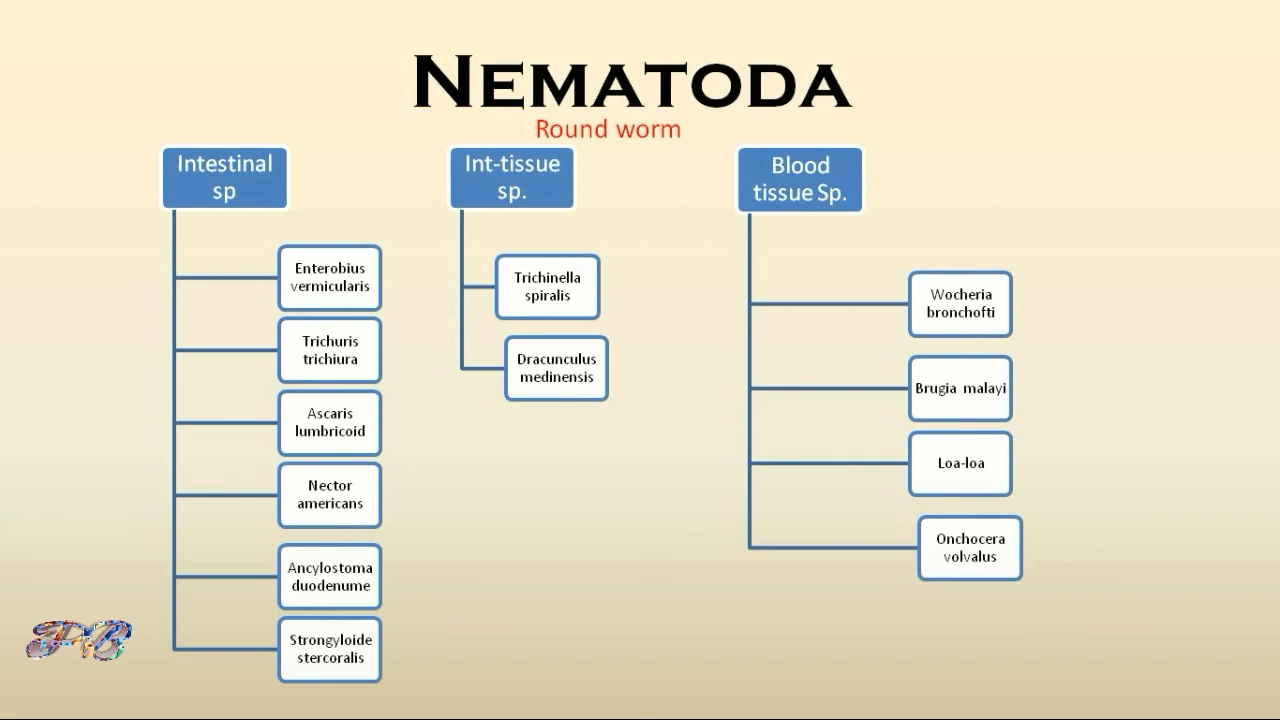 NEMATODA
Round worm
Intestinal
sp
Enterobius
vermicularis
Trichuris
trichiura
Ascaris
lumbricoid
Nector
americans
Ancylostoma
duodenume
Strongyloide
stercoralis
Int-tissue
sp.
Trichinella
spiralis
Dracunculus
medinensis
Blood
tissue Sp.
Wocheria
bronchofti
Brugia malayi
Loa-loa
Onchocera
volvalus
PB